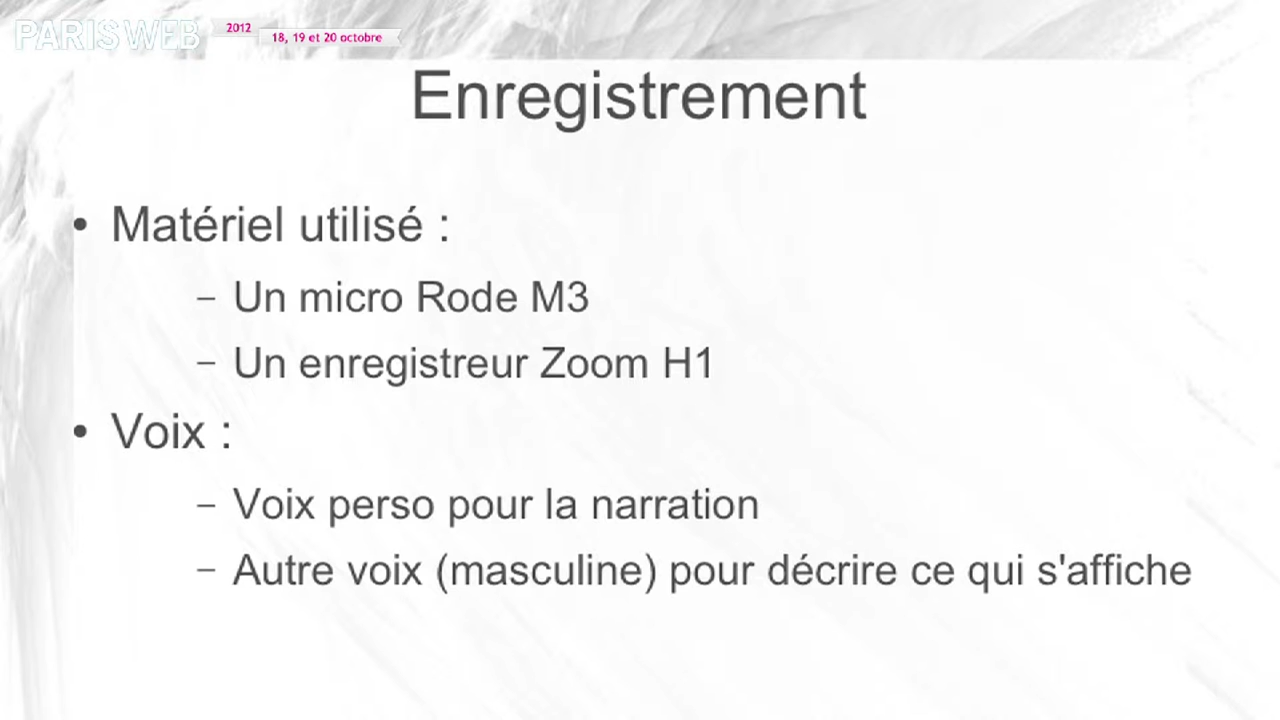 PARIS WEB
2012
18, 19 et 20 octobre
Enregistrement
• Matériel utilisé :
– Un micro Rode M3
– Un enregistreur Zoom H1
• Voix :
– Voix perso pour la narration
– Autre voix (masculine) pour décrire ce qui s'affiche